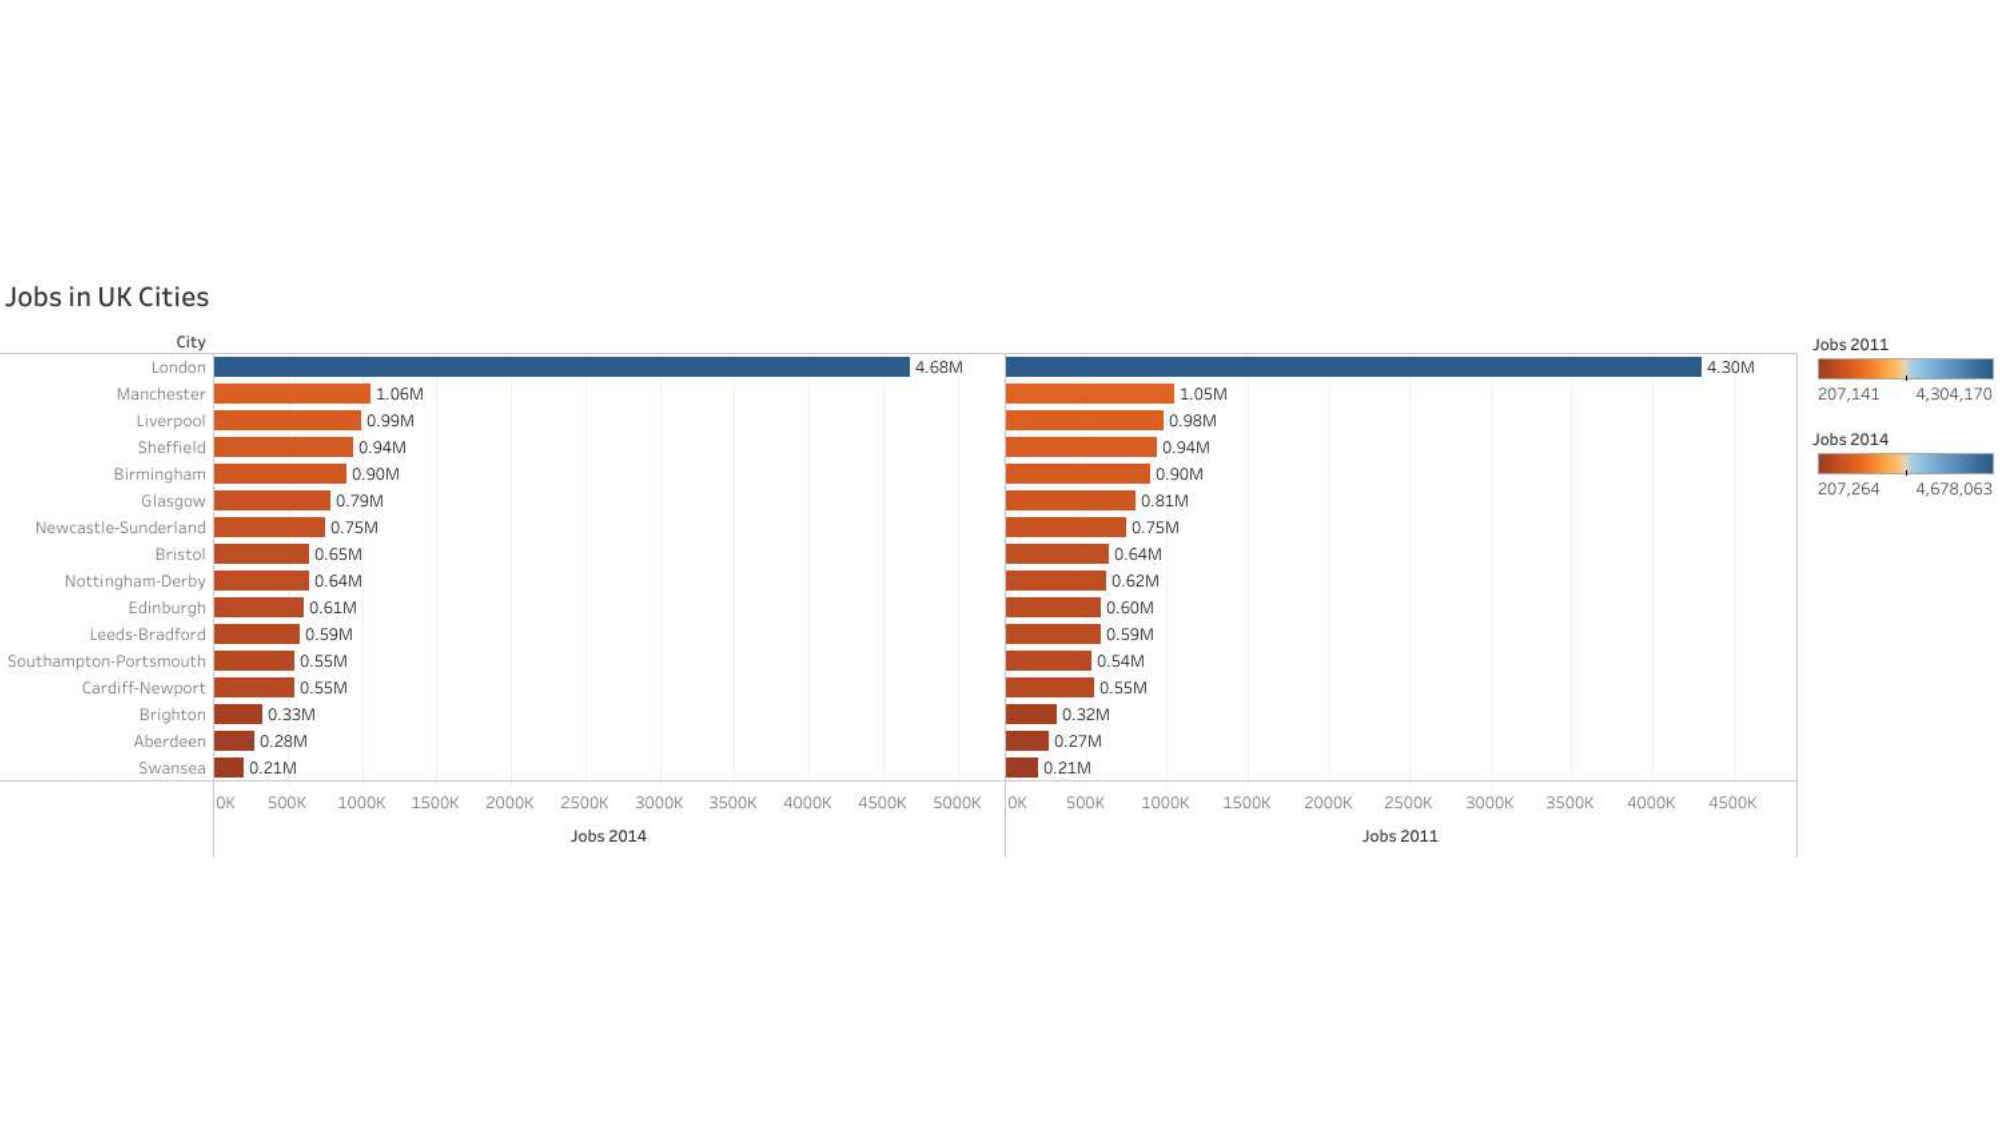 Jobs in UK Cities
City
London 4.68M 4.30M
Manchester 1.06M 1.05M
Liverpool 0.99M 0.98M
Sheffield 0.94M 0.94M
Birmingham 0.90M 0.90M
Glasgow 0.79M 0.81M
Newcastle-Sunderland 0.75M 0.75M
Bristol 0.65M 0.64M
Nottingham-Derby 0.64M 0.62M
Edinburgh 0.61M 0.60M
Leeds-Bradford 0.59M 0.59M
Southampton-Portsmouth 0.55M 0.54M
Cardiff-Newport 0.55M 0.55M
Brighton 0.33M 0.32M
Aberdeen 0.28M 0.27M
Swansea 0.21M 0.21M
0K 500K 1000K 1500K 2000K 2500K 3000K 3500K 4000K 4500K 5000K 0K 500K 1000K 1500K 2000K 2500K 3000K 3500K 4000K 4500K
Jobs 2014 Jobs 2011
Jobs 2011
207,141 4,304,170
Jobs 2014
207,264 4,678,063